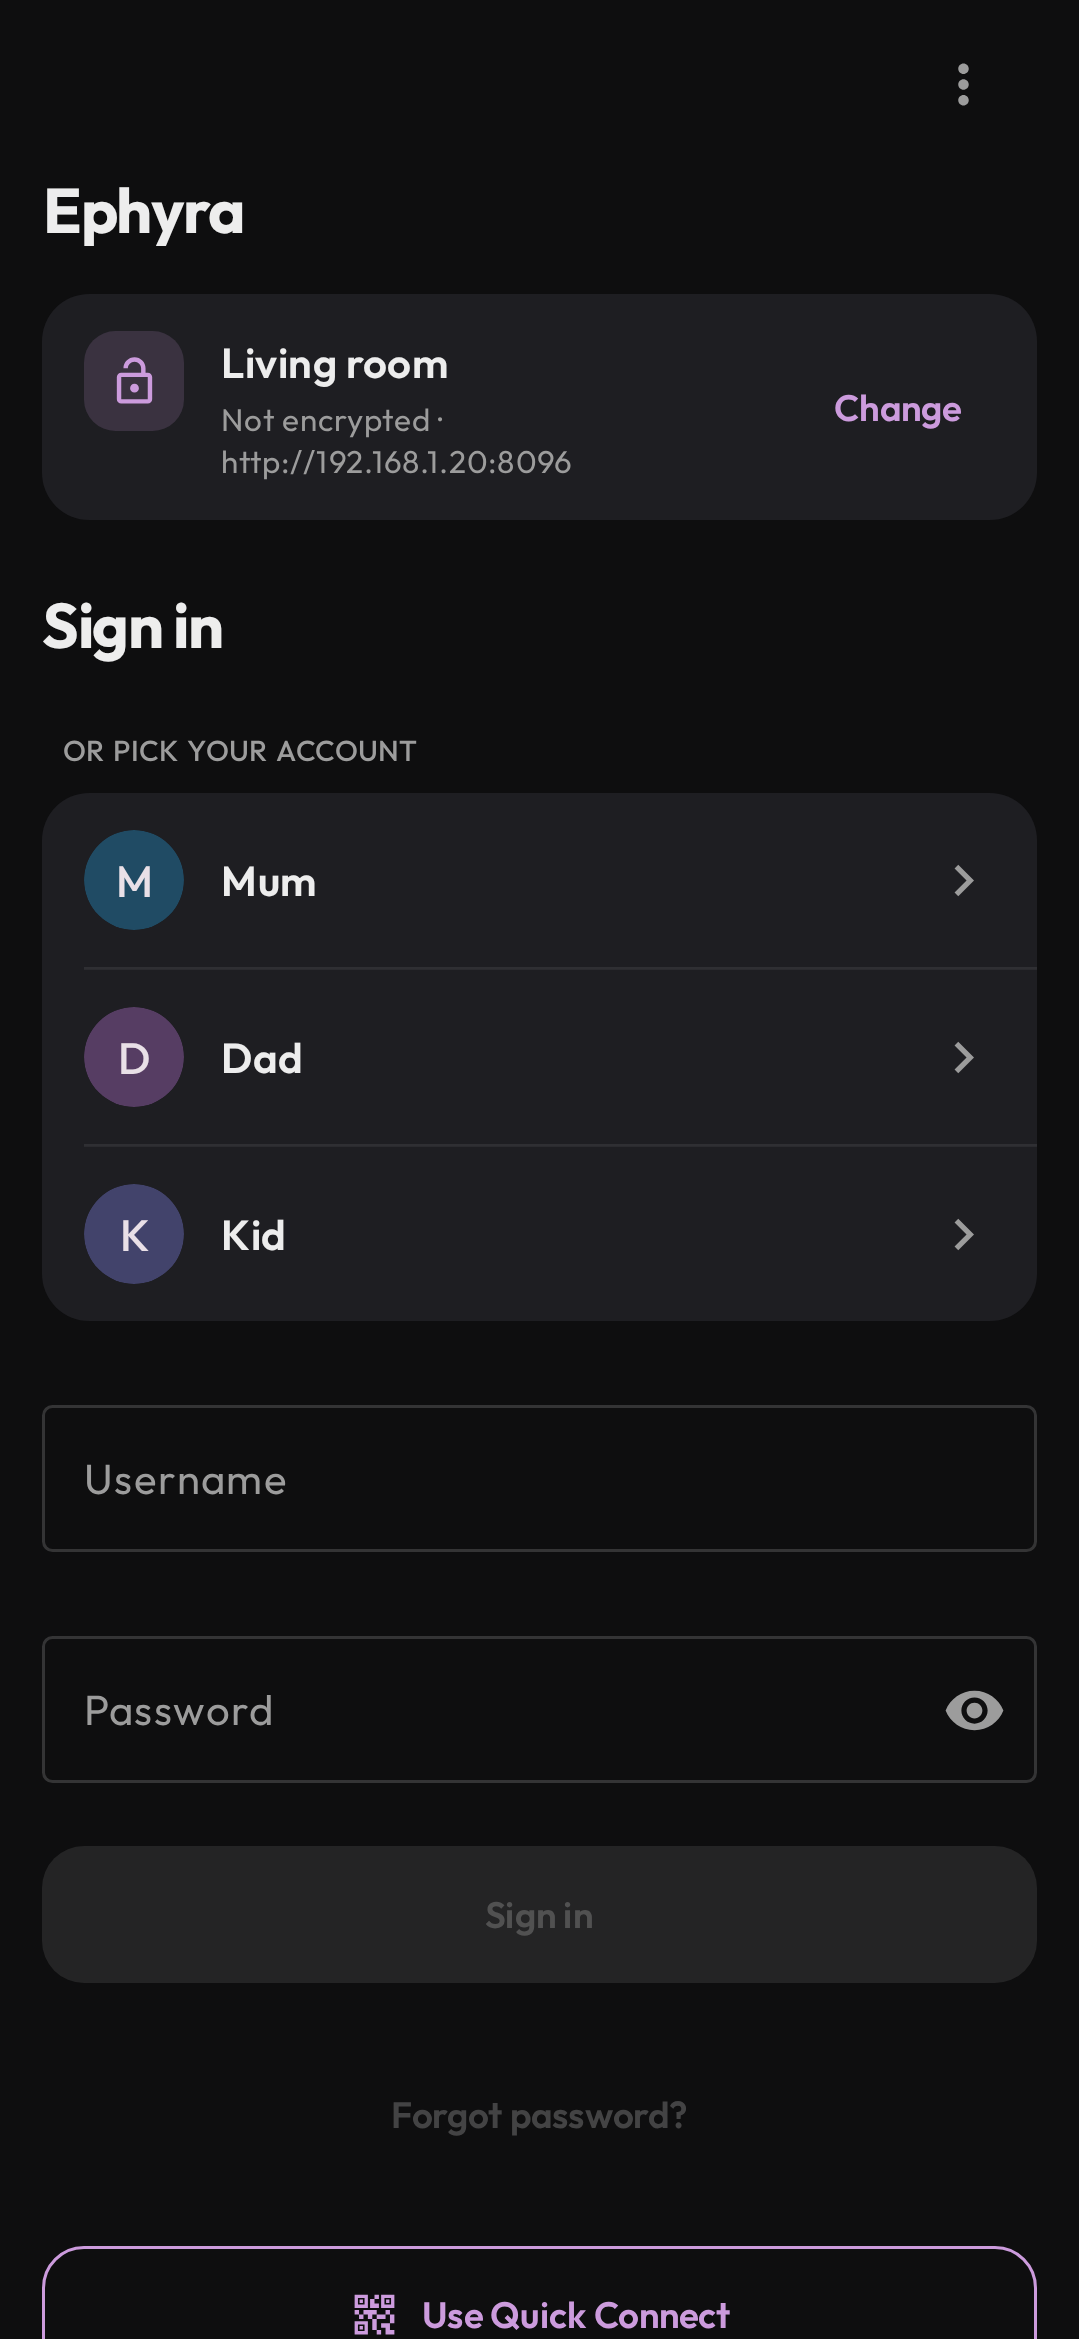 Ephyra
Living room
Not encrypted ·
http://192.168.1.20:8096
Change
Sign in
OR PICK YOUR ACCOUNT
M
Mum
D
Dad
K
Kid
Username
Password
Sign in
Forgot password?
Use Quick Connect